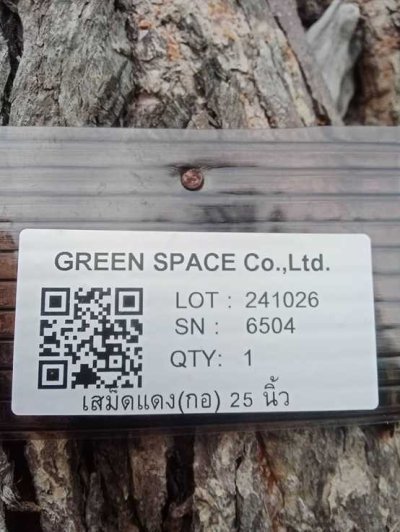 GREEN SPACE Co.,Ltd.
LOT : 241026
SN : 6504
QTY: 1
เสม็ดแดง(กอ) 25 นิ้ว